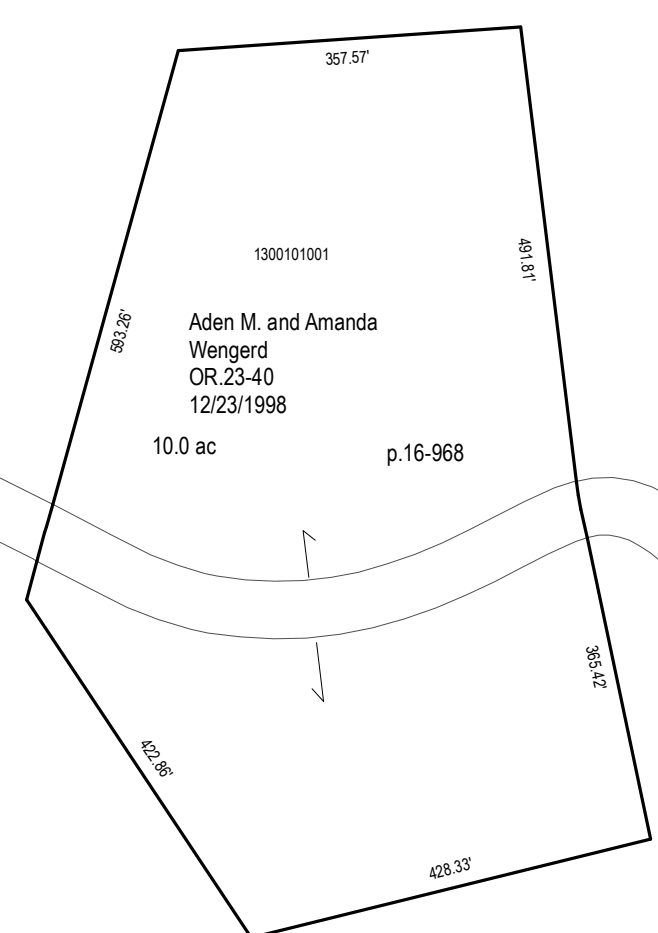 357.57'
491.81'
1300101001
593.26'
Aden M. and Amanda
Wengerd
OR.23-40
12/23/1998
10.0 ac
p.16-968
365.42'
422.86'
428.33'